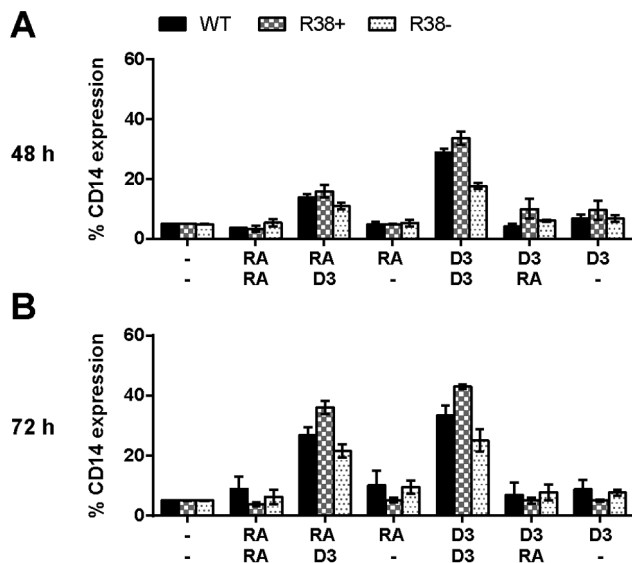 A
WT R38+ R38-
48 h
% CD14 expression
60
40
20
0
- RA RA RA D3 D3 D3
- RA D3 - D3 RA -
B
72 h
% CD14 expression
60
40
20
0
- RA RA RA D3 D3 D3
- RA D3 - D3 RA -